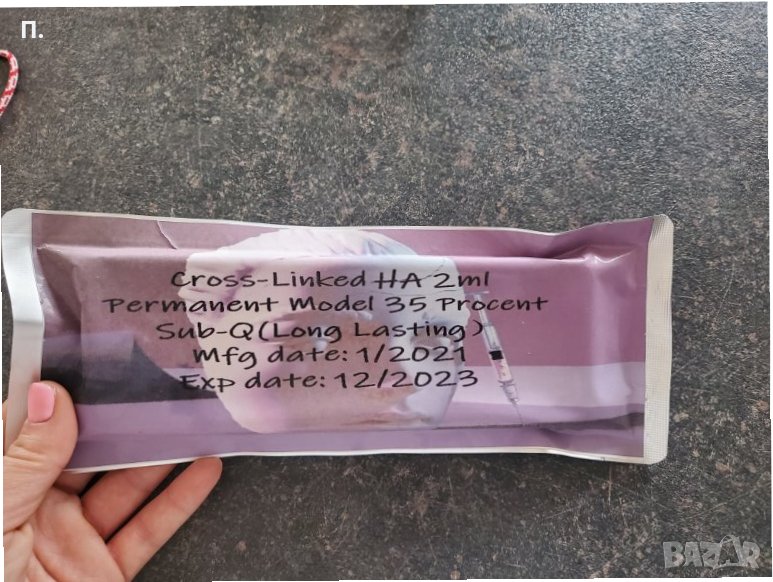 П.
Cross-Linked HA 2ml
Permanent Model 35 Procent
Sub-Q(Long Lasting)
Mfg date: 1/2021
Exp date: 12/2023
BAZAR